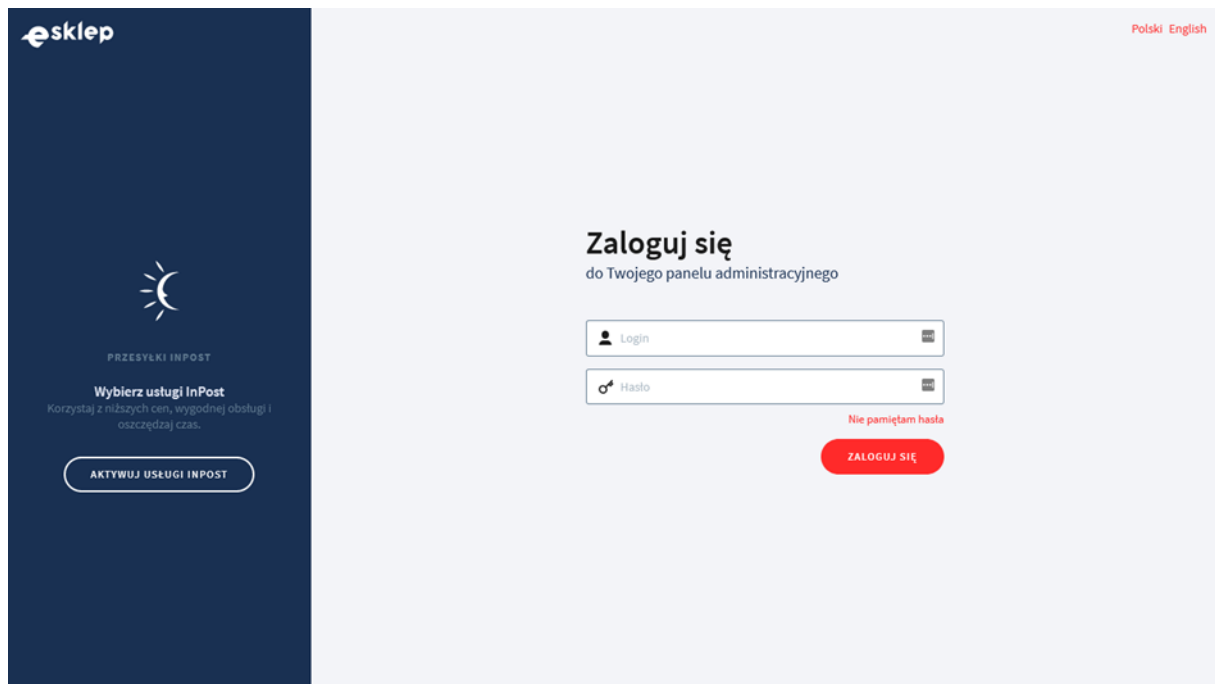 esklep
Polski English
PRZESYŁKI INPOST
Wybierz usługi InPost
Korzystaj z niższych cen, wygodnej obsługi i
oszczędzaj czas.
AKTYWUJ USŁUGI INPOST
Zaloguj się
do Twojego panelu administracyjnego
Login
Hasło
Nie pamiętam hasła
ZALOGUJ SIĘ